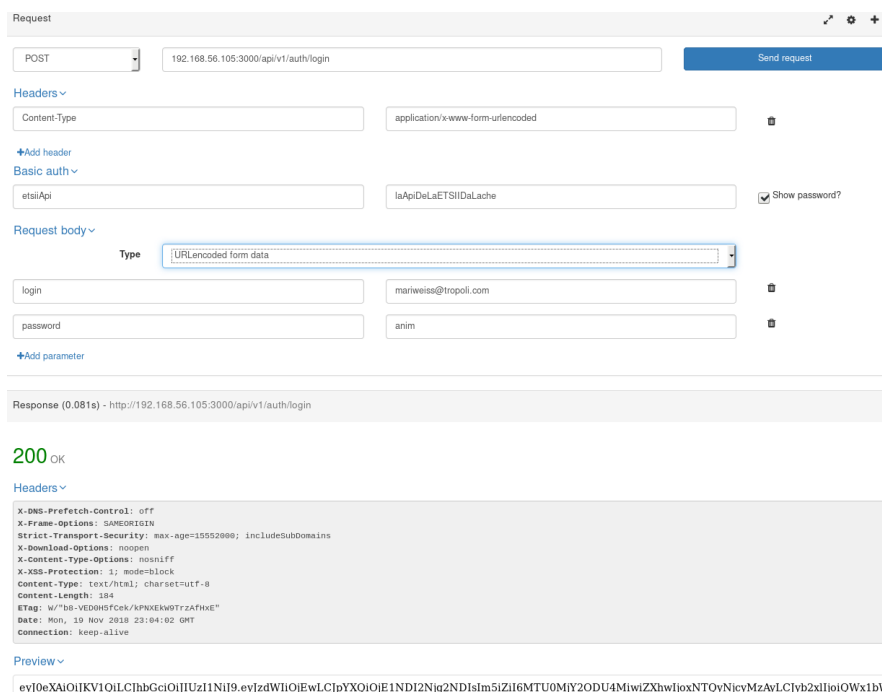 Request
POST 192.168.56.105:3000/api/v1/auth/login Send request
Headers
Content-Type application/x-www-form-urlencoded
Add header
Basic auth
etsiiApi laApiDeLaETSIIDaLache Show password?
Request body
Type URLencoded form data
login mariweiss@tropoli.com
password anim
Add parameter
Response (0.081s) - http://192.168.56.105:3000/api/v1/auth/login
200 OK
Headers
X-DNS-Prefetch-Control: off
X-Frame-Options: SAMEORIGIN
Strict-Transport-Security: max-age=15552000; includeSubDomains
X-Download-Options: noopen
X-Content-Type-Options: nosniff
X-XSS-Protection: 1; mode=block
Content-Type: text/html; charset=utf-8
Content-Length: 184
ETag: W/"b8-VED0H5fCek/kPNXEkW9TrzAfHxE"
Date: Mon, 19 Nov 2018 23:04:02 GMT
Connection: keep-alive
Preview